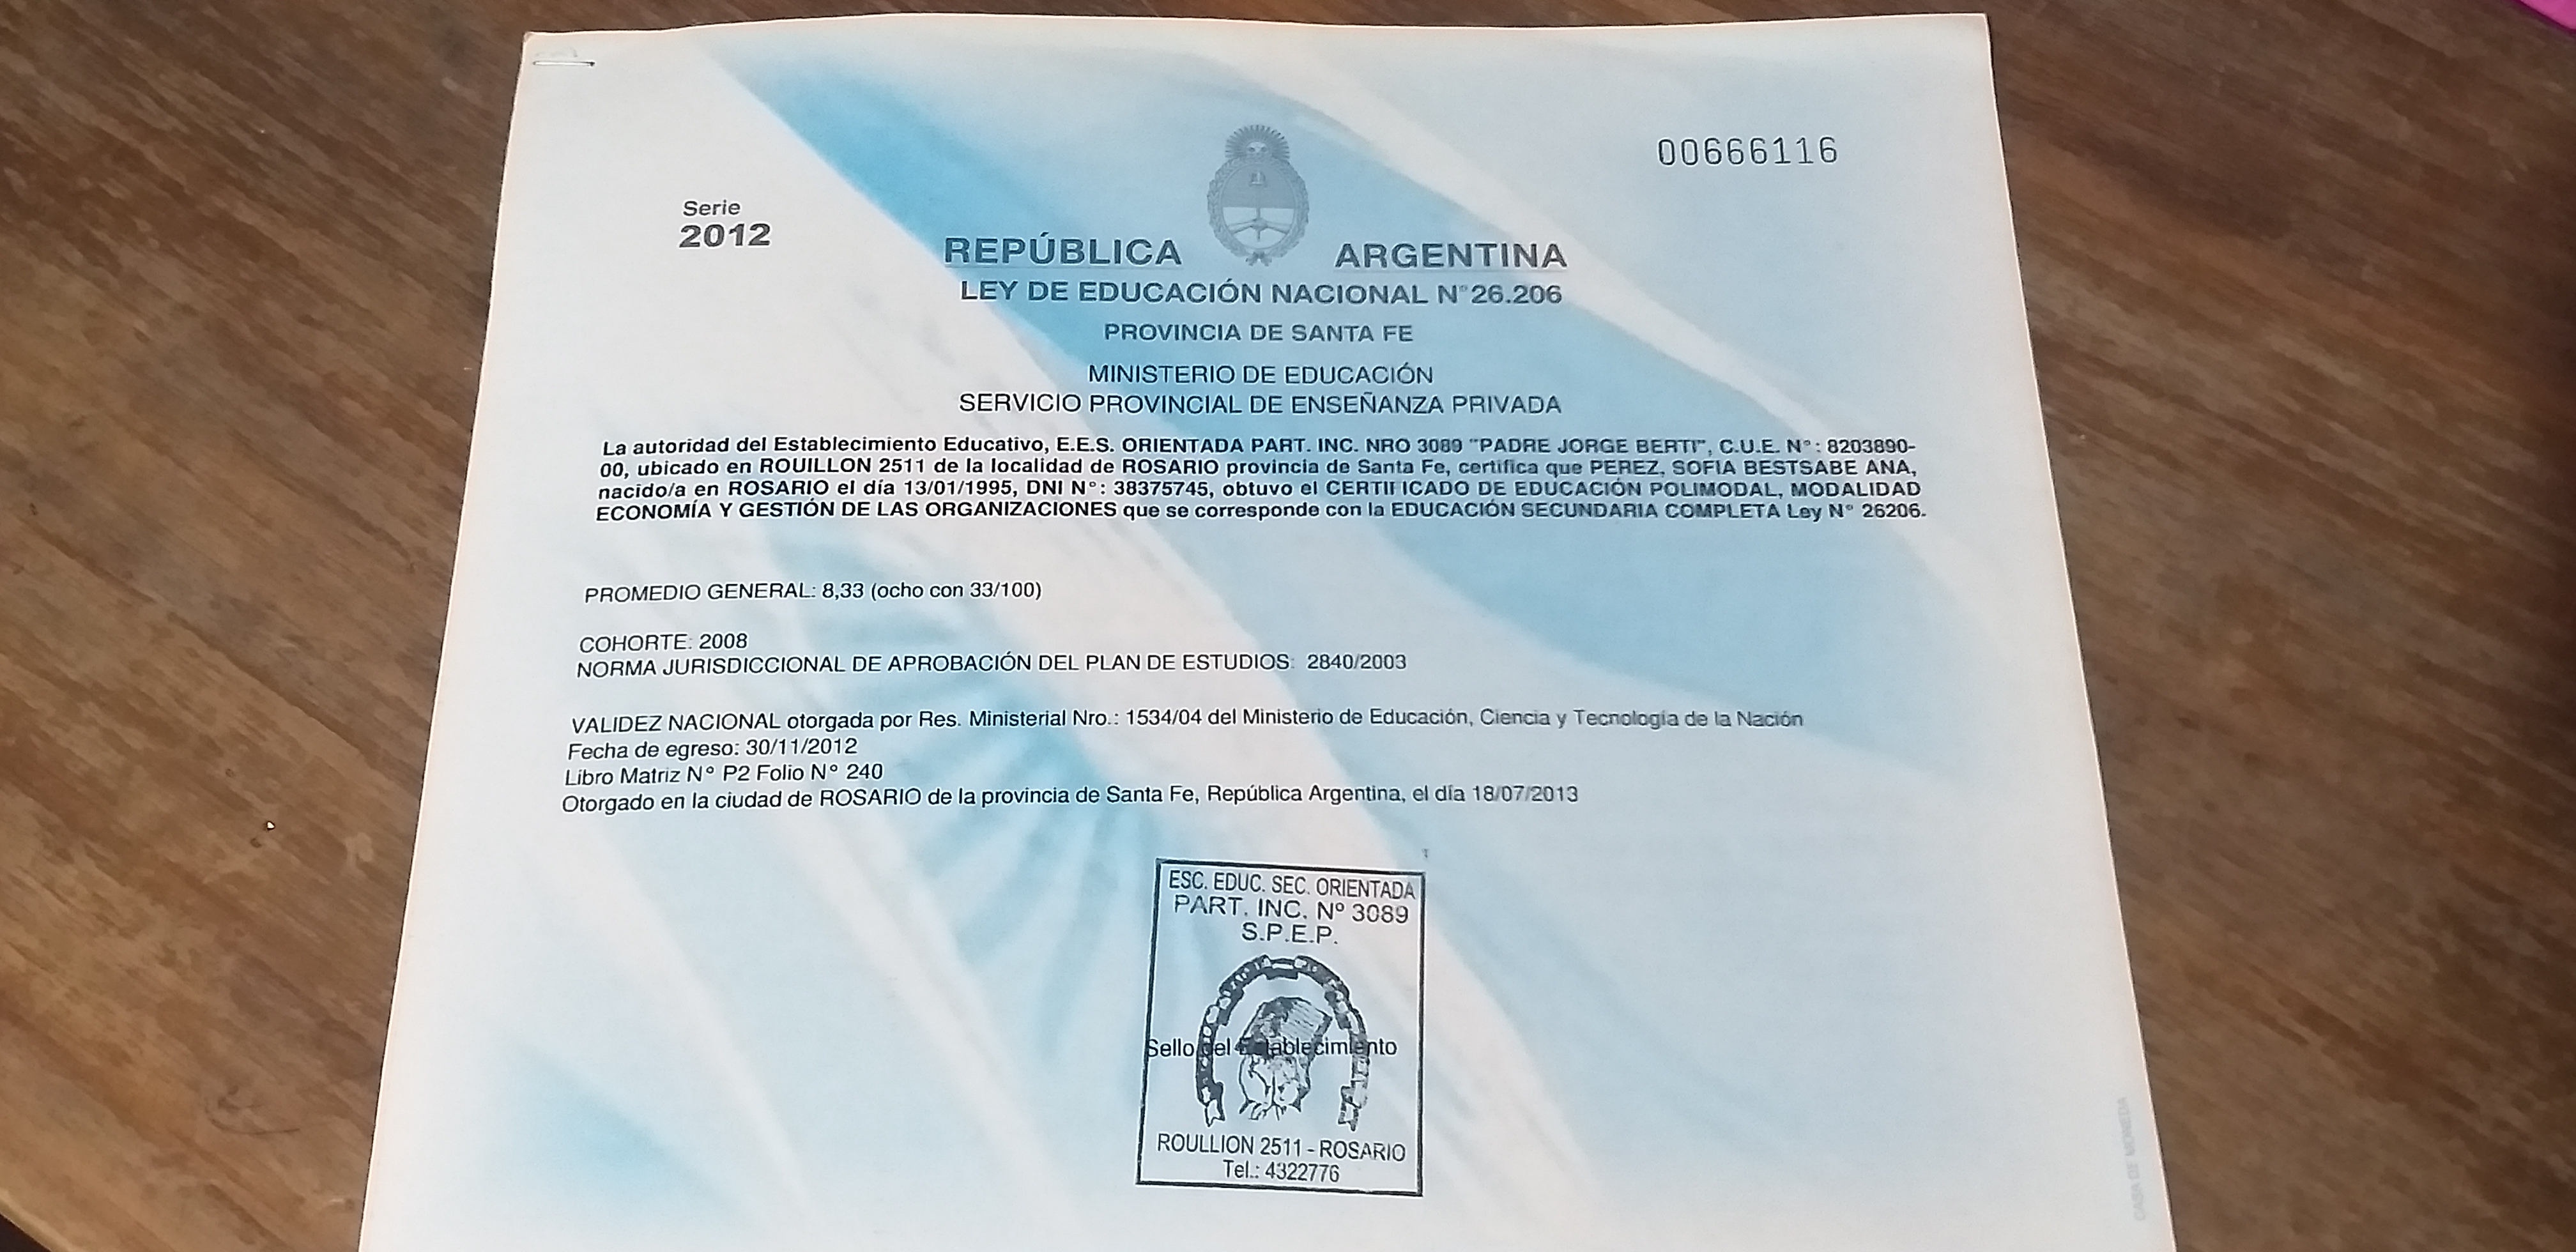 00666116
Serie
2012
REPÚBLICA ARGENTINA
LEY DE EDUCACIÓN NACIONAL N°26.206
PROVINCIA DE SANTA FE
MINISTERIO DE EDUCACIÓN
SERVICIO PROVINCIAL DE ENSEÑANZA PRIVADA
La autoridad del Establecimiento Educativo, E.E.S. ORIENTADA PART. INC. NRO 3089 "PADRE JORGE BERTI", C.U.E. N°: 8203890-
00, ubicado en ROUILLON 2511 de la localidad de ROSARIO provincia de Santa Fe, certifica que PEREZ, SOFIA BESTSABE ANA,
nacido/a en ROSARIO el día 13/01/1995, DNI N°: 38375745, obtuvo el CERTIFICADO DE EDUCACIÓN POLIMODAL, MODALIDAD
ECONOMÍA Y GESTIÓN DE LAS ORGANIZACIONES que se corresponde con la EDUCACIÓN SECUNDARIA COMPLETA Ley N° 26206.
PROMEDIO GENERAL: 8,33 (ocho con 33/100)
COHORTE: 2008
NORMA JURISDICCIONAL DE APROBACIÓN DEL PLAN DE ESTUDIOS: 2840/2003
VALIDEZ NACIONAL otorgada por Res. Ministerial Nro.: 1534/04 del Ministerio de Educación, Ciencia y Tecnología de la Nación
Fecha de egreso: 30/11/2012
Libro Matriz N° P2 Folio N° 240
Otorgado en la ciudad de ROSARIO de la provincia de Santa Fe, República Argentina, el día 18/07/2013
ESC. EDUC. SEC. ORIENTADA
PART. INC. Nº 3089
S.P.E.P.
Sello del Establecimiento
ROULLION 2511 - ROSARIO
Tel.: 4322776
CASA DE MONEDA